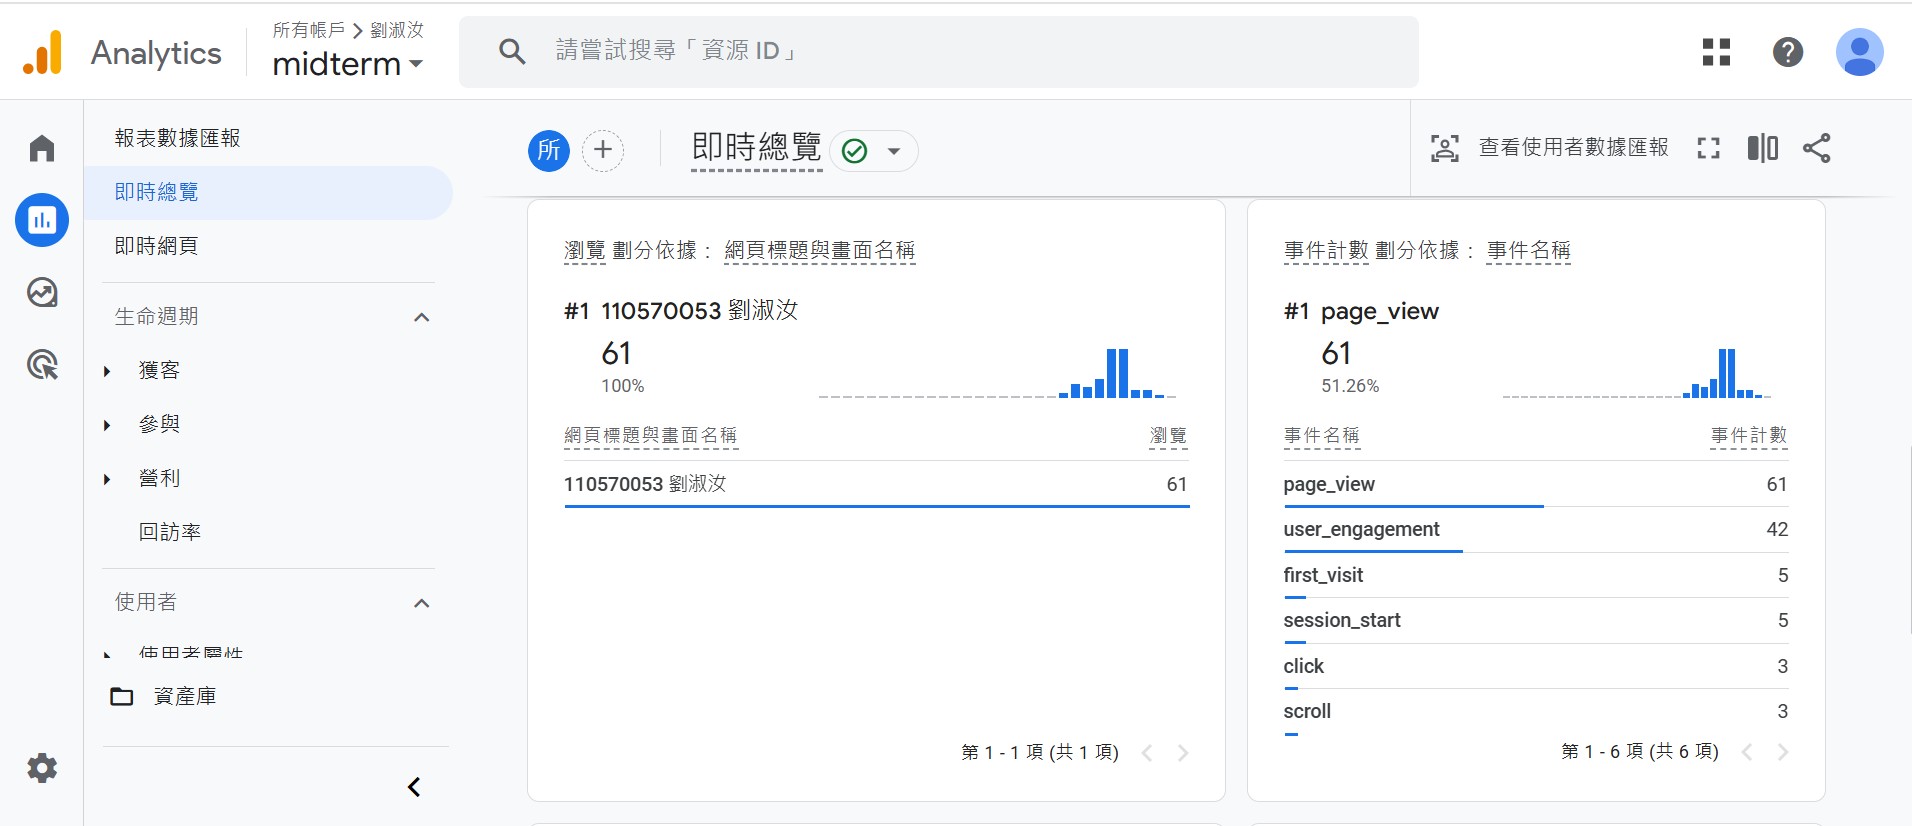 Analytics
所有帳戶 > 劉淑汝
midterm
請嘗試搜尋「資源 ID」
報表數據匯報
即時總覽
即時網頁
生命週期
獲客
參與
營利
回訪率
使用者
使用者屬性
資產庫
所
即時總覽
查看使用者數據匯報
瀏覽 劃分依據： 網頁標題與畫面名稱
#1 110570053 劉淑汝
61
100%
網頁標題與畫面名稱 瀏覽
110570053 劉淑汝 61
第 1 - 1 項 (共 1 項)
事件計數 劃分依據： 事件名稱
#1 page_view
61
51.26%
事件名稱 事件計數
page_view 61
user_engagement 42
first_visit 5
session_start 5
click 3
scroll 3
第 1 - 6 項 (共 6 項)